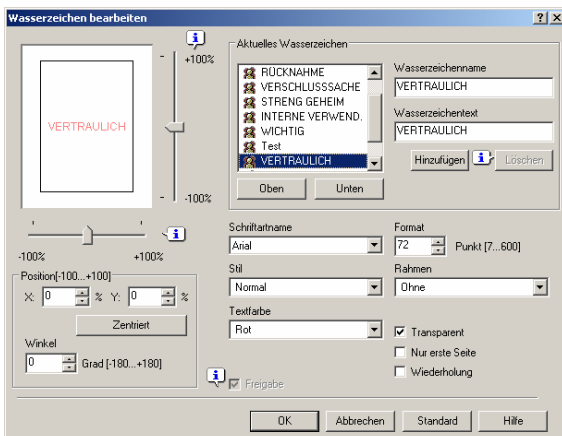 Wasserzeichen bearbeiten
VERTRAULICH
+100%
-100%
-100% +100%
Position[-100...+100]
X: 0 % Y: 0 %
Zentriert
Winkel
0 Grad [-180...+180]
Aktuelles Wasserzeichen
RÜCKNAHME
VERSCHLUSSSACHE
STRENG GEHEIM
INTERNE VERWEND.
WICHTIG
Test
VERTRAULICH
Oben Unten
Wasserzeichenname
VERTRAULICH
Wasserzeichentext
VERTRAULICH
Hinzufügen Löschen
Schriftartname
Arial
Format
72 Punkt [7...600]
Stil
Normal
Rahmen
Ohne
Textfarbe
Rot
Transparent
Nur erste Seite
Wiederholung
Freigabe
OK Abbrechen Standard Hilfe